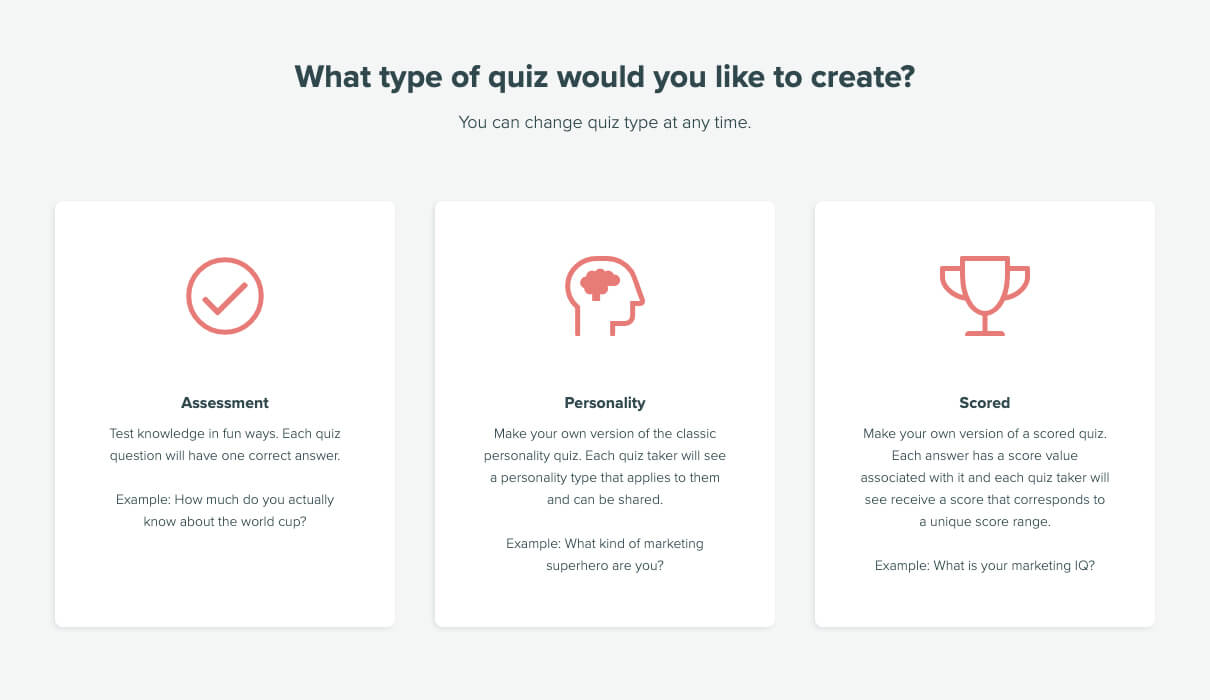 What type of quiz would you like to create?
You can change quiz type at any time.
Assessment
Test knowledge in fun ways. Each quiz
question will have one correct answer.
Example: How much do you actually
know about the world cup?
Personality
Make your own version of the classic
personality quiz. Each quiz taker will see
a personality type that applies to them
and can be shared.
Example: What kind of marketing
superhero are you?
Scored
Make your own version of a scored quiz.
Each answer has a score value
associated with it and each quiz taker will
see receive a score that corresponds to
a unique score range.
Example: What is your marketing IQ?